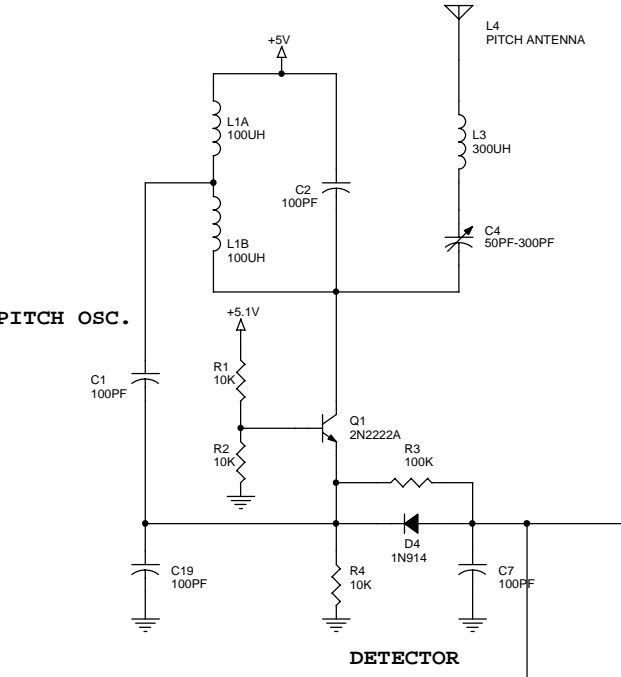 L4
PITCH ANTENNA
+5V
L1A
100UH
L3
300UH
C2
100PF
C4
50PF-300PF
L1B
100UH
PITCH OSC.
+5.1V
R1
10K
C1
100PF
Q1
2N2222A
R2
10K
R3
100K
D4
1N914
C19
100PF
R4
10K
C7
100PF
DETECTOR